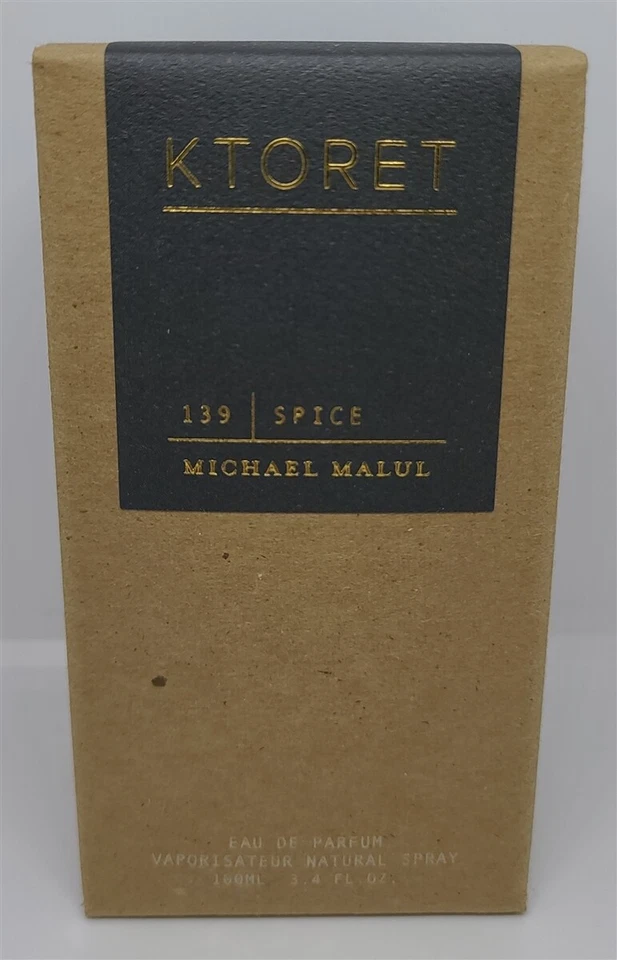 KTORET
139 | SPICE
MICHAEL MALUL
EAU DE PARFUM
VAPORISATEUR NATURAL SPRAY
100ML 3.4 FL.OZ.